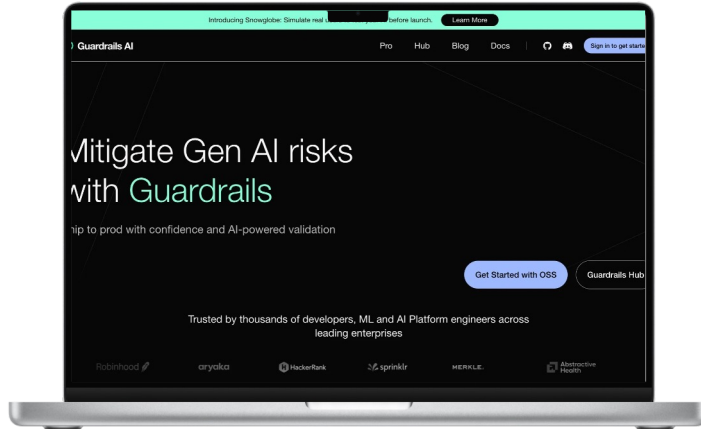 Introducing Snowglobe: Simulate real before launch.
Learn More
Guardrails AI
Pro
Hub
Blog
Docs
Sign in to get starte
Mitigate Gen AI risks
with Guardrails
hip to prod with confidence and AI-powered validation
Get Started with OSS
Guardrails Hub
Trusted by thousands of developers, ML and AI Platform engineers across
leading enterprises
Robinhood
aryaka
HackerRank
sprinklr
MERKLE.
Abstractive
Health